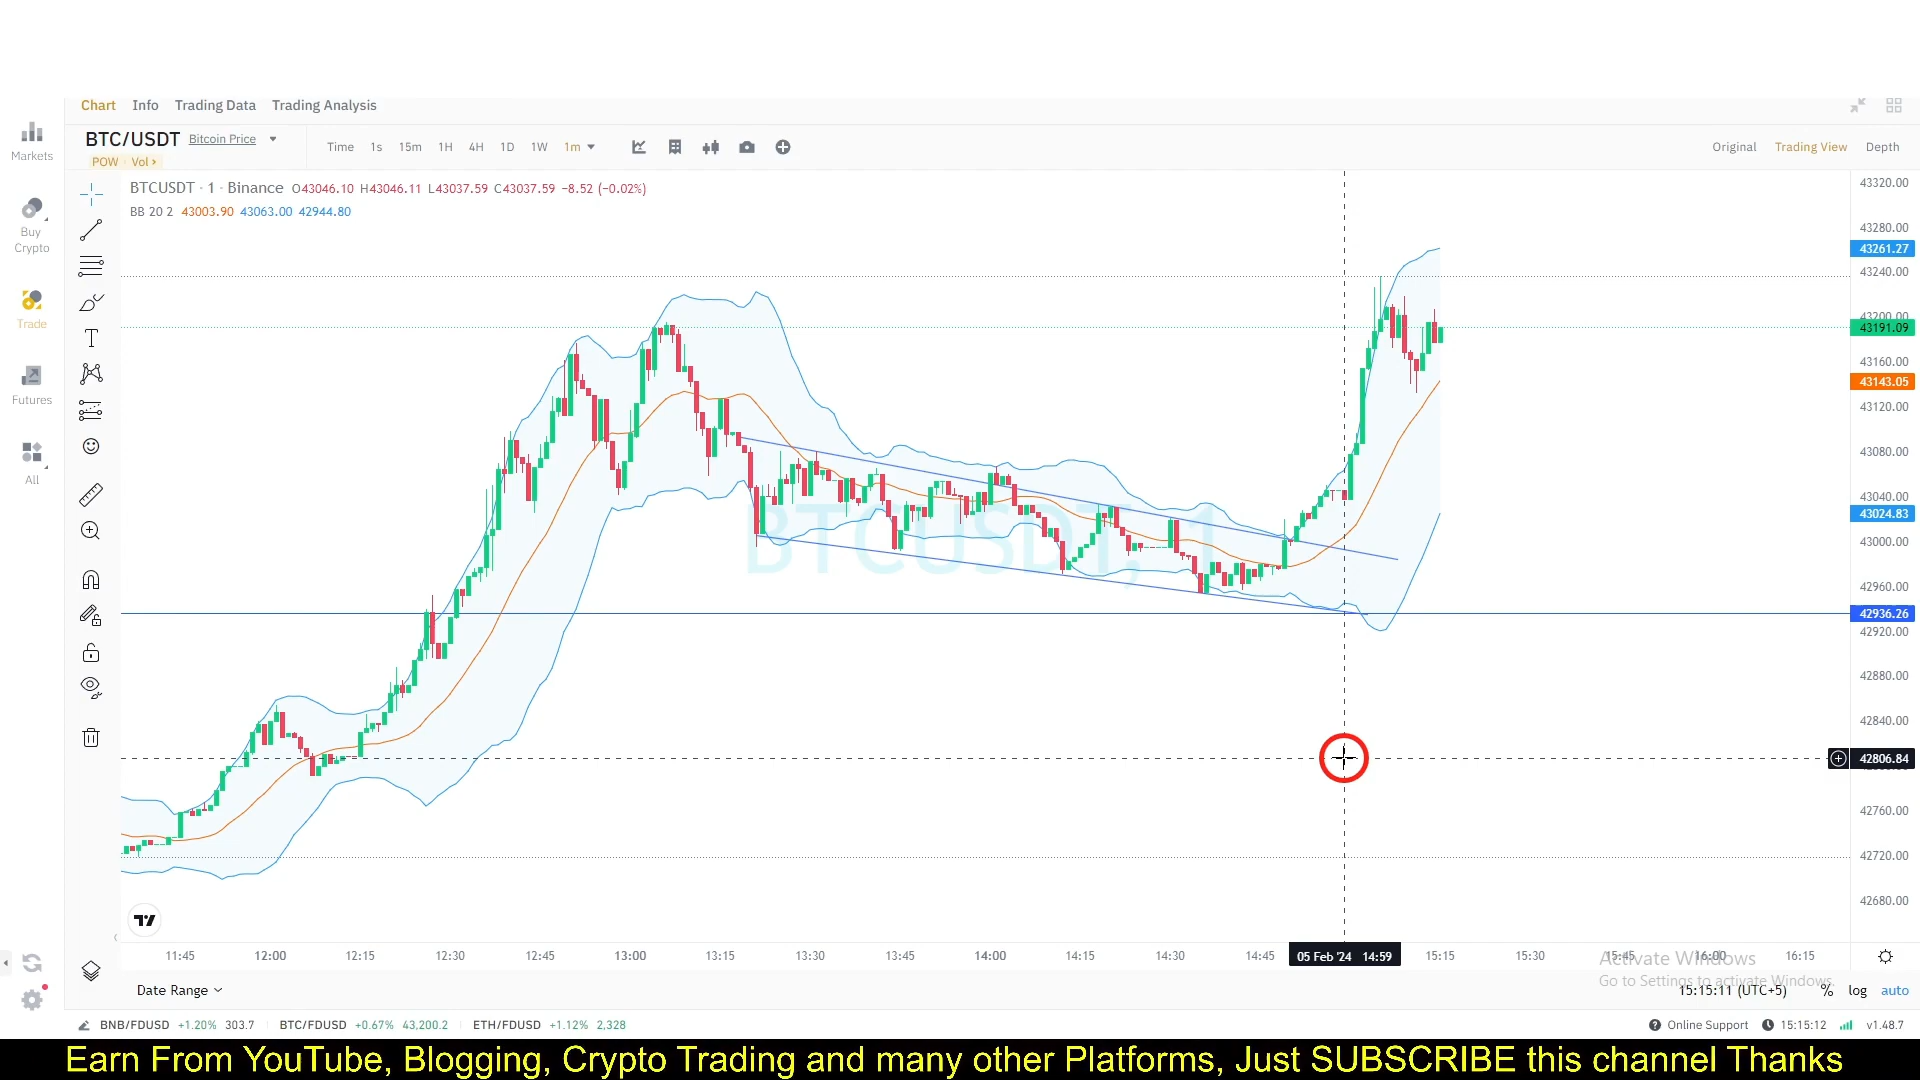 Chart Info Trading Data Trading Analysis
Markets
BTC/USDT Bitcoin Price
POW · Vol ›
Time 1s 15m 1H 4H 1D 1W 1m
Original Trading View Depth
BTCUSDT · 1 · Binance O43046.10 H43046.11 L43037.59 C43037.59 −8.52 (−0.02%)
BB 20 2 43003.90 43063.00 42944.80
Buy
Crypto
Trade
Futures
All
BTCUSDT, 1
43320.00
43280.00
43261.27
43240.00
43200.00
43191.09
43160.00
43143.05
43120.00
43080.00
43040.00
43024.83
43000.00
42960.00
42936.26
42920.00
42880.00
42840.00
42806.84
42760.00
42720.00
42680.00
11:45 12:00 12:15 12:30 12:45 13:00 13:15 13:30 13:45 14:00 14:15 14:30 14:45 05 Feb '24 14:59 15:15 15:30 15:45 16:00 16:15
Activate Windows
Go to Settings to activate Windows.
Date Range
15:15:11 (UTC+5) % log auto
BNB/FDUSD +1.20% 303.7 BTC/FDUSD +0.67% 43,200.2 ETH/FDUSD +1.12% 2,328
Online Support 15:15:12 v1.48.7
Earn From YouTube, Blogging, Crypto Trading and many other Platforms, Just SUBSCRIBE this channel Thanks